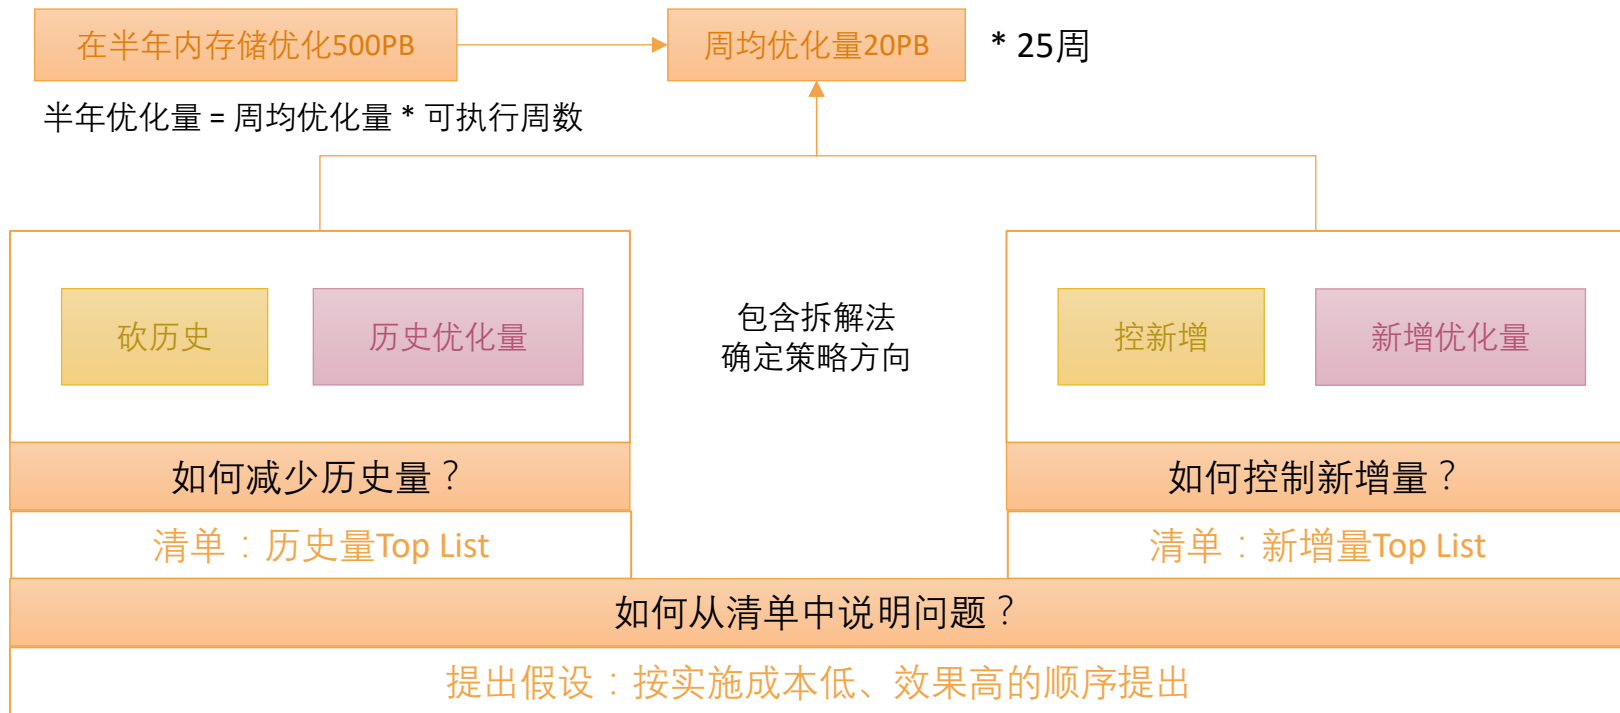 在半年内存储优化500PB
周均优化量20PB
* 25周
半年优化量 = 周均优化量 * 可执行周数
砍历史
历史优化量
包含拆解法
确定策略方向
控新增
新增优化量
如何减少历史量？
如何控制新增量？
清单：历史量Top List
清单：新增量Top List
如何从清单中说明问题？
提出假设：按实施成本低、效果高的顺序提出